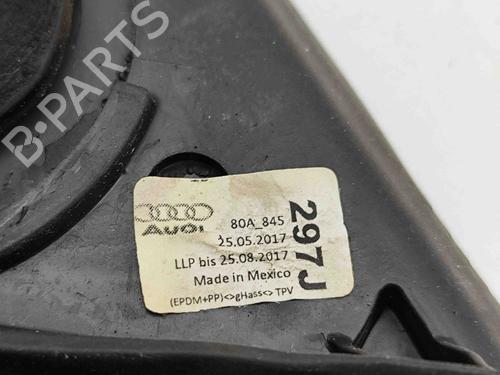 B-PARTS
Audi
80A_845
25.05.2017
LLP bis 25.08.2017
Made in Mexico
(EPDM+PP)<>gHass<> TPV
297J